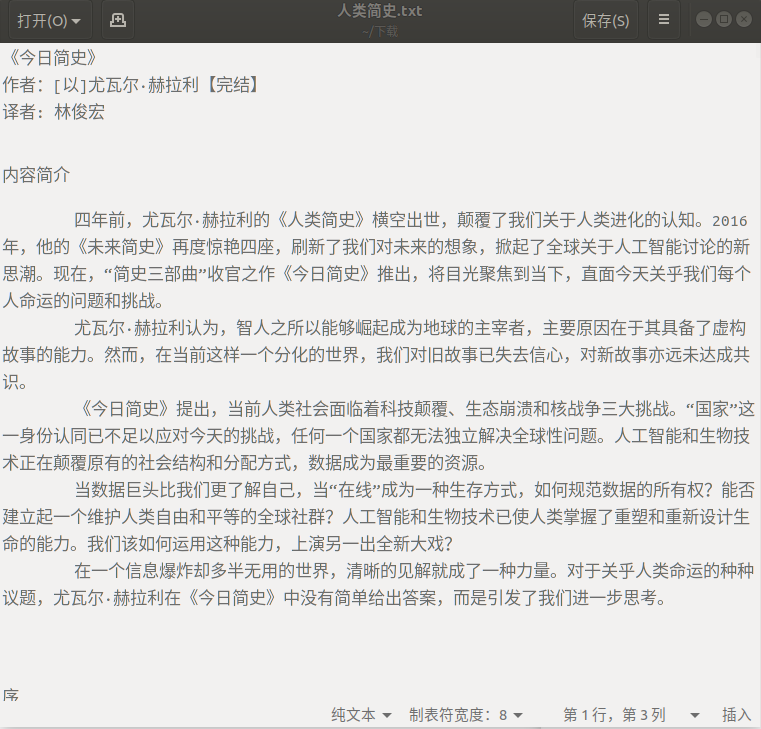 打开(O)
人类简史.txt
~/下载
保存(S)
《今日简史》
作者：[以]尤瓦尔·赫拉利【完结】
译者: 林俊宏
内容简介
四年前，尤瓦尔·赫拉利的《人类简史》横空出世，颠覆了我们关于人类进化的认知。2016
年，他的《未来简史》再度惊艳四座，刷新了我们对未来的想象，掀起了全球关于人工智能讨论的新
思潮。现在，“简史三部曲”收官之作《今日简史》推出，将目光聚焦到当下，直面今天关乎我们每个
人命运的问题和挑战。
尤瓦尔·赫拉利认为，智人之所以能够崛起成为地球的主宰者，主要原因在于其具备了虚构
故事的能力。然而，在当前这样一个分化的世界，我们对旧故事已失去信心，对新故事亦远未达成共
识。
《今日简史》提出，当前人类社会面临着科技颠覆、生态崩溃和核战争三大挑战。“国家”这
一身份认同已不足以应对今天的挑战，任何一个国家都无法独立解决全球性问题。人工智能和生物技
术正在颠覆原有的社会结构和分配方式，数据成为最重要的资源。
当数据巨头比我们更了解自己，当“在线”成为一种生存方式，如何规范数据的所有权？能否
建立起一个维护人类自由和平等的全球社群？人工智能和生物技术已使人类掌握了重塑和重新设计生
命的能力。我们该如何运用这种能力，上演另一出全新大戏？
在一个信息爆炸却多半无用的世界，清晰的见解就成了一种力量。对于关乎人类命运的种种
议题，尤瓦尔·赫拉利在《今日简史》中没有简单给出答案，而是引发了我们进一步思考。
序
纯文本 制表符宽度：8 第 1 行，第 3 列 插入